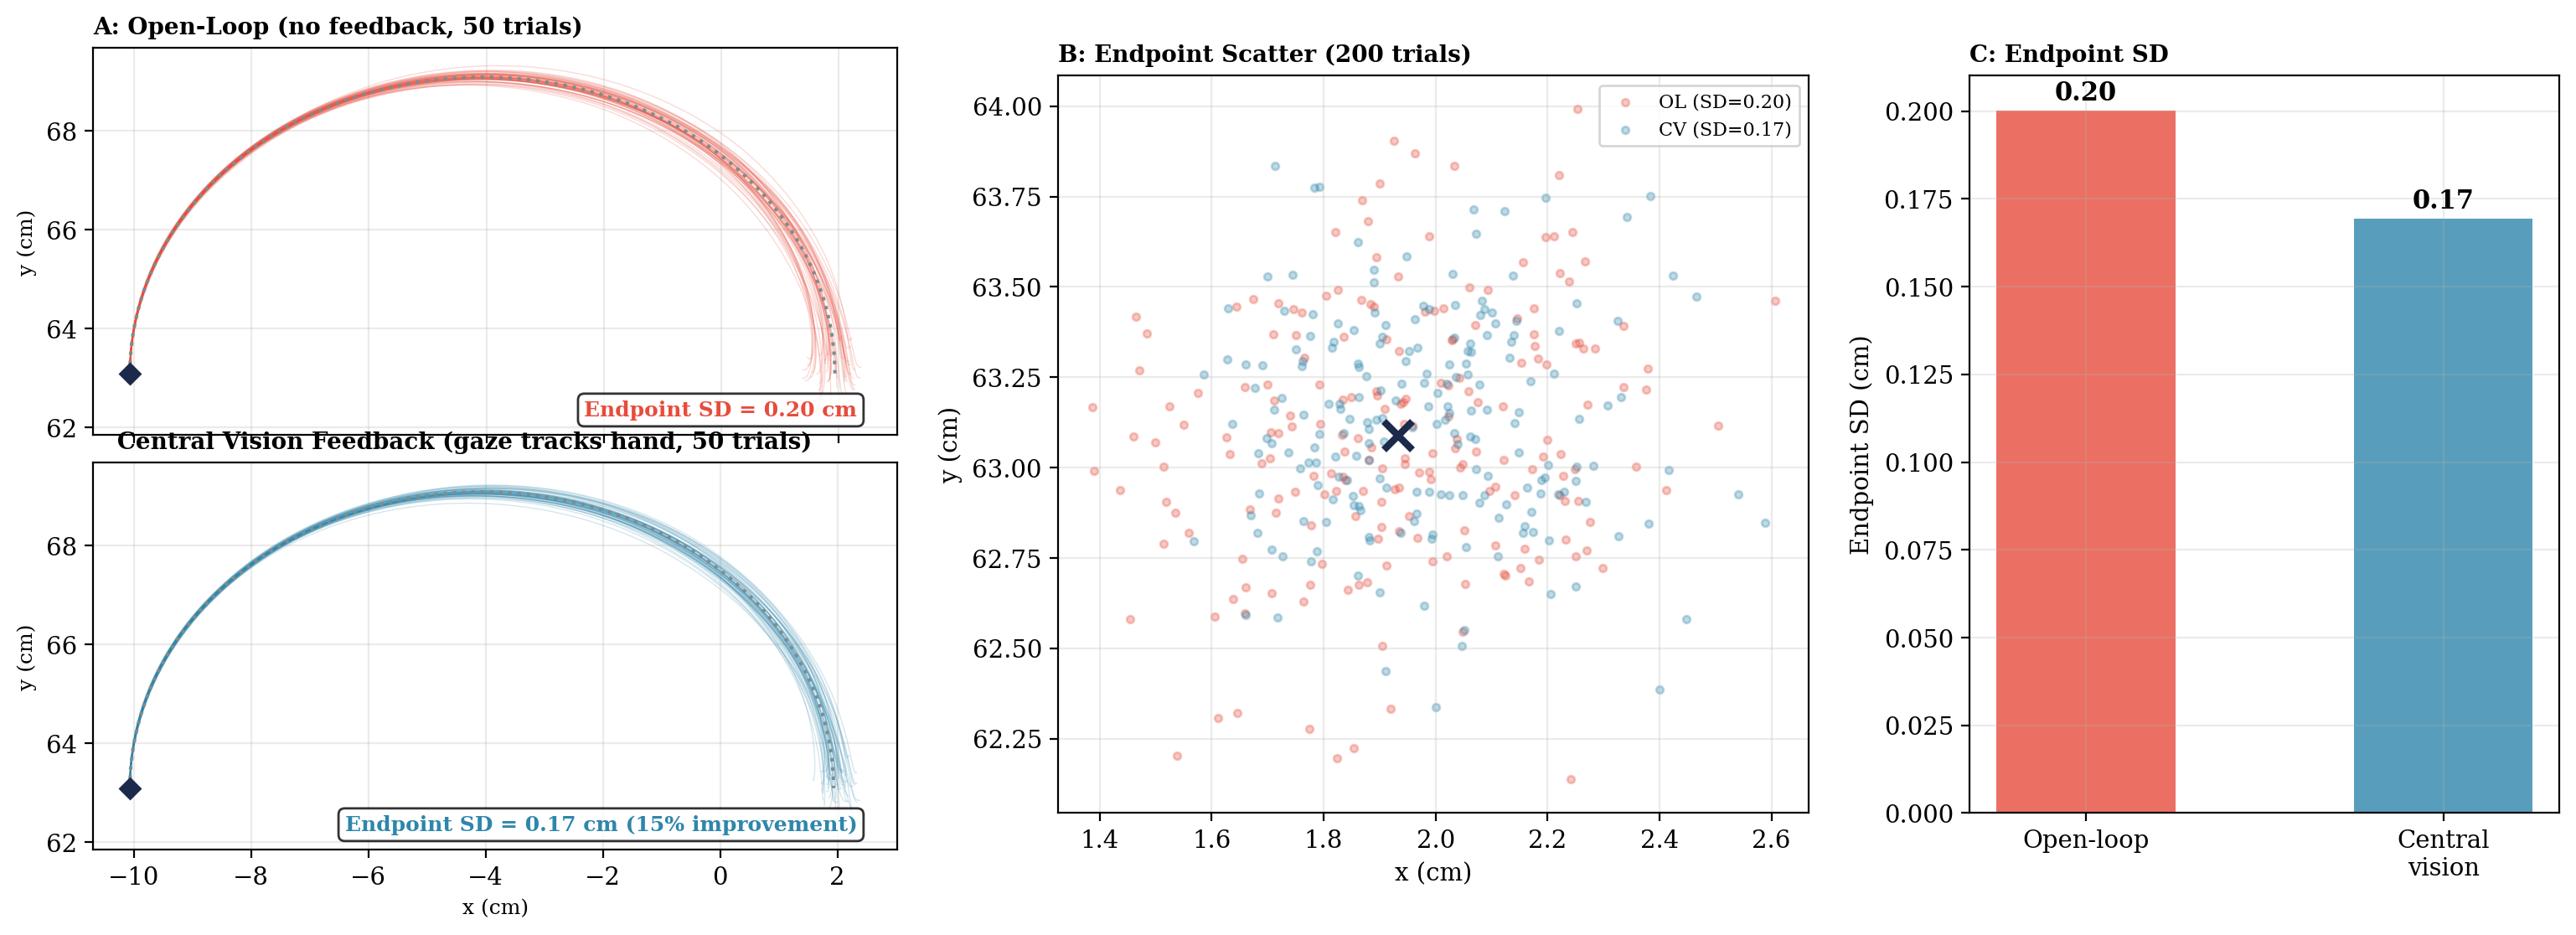 A: Open-Loop (no feedback, 50 trials)
y (cm)
68
66
64
62
Endpoint SD = 0.20 cm
Central Vision Feedback (gaze tracks hand, 50 trials)
y (cm)
68
66
64
62
Endpoint SD = 0.17 cm (15% improvement)
−10 −8 −6 −4 −2 0 2
x (cm)
B: Endpoint Scatter (200 trials)
OL (SD=0.20)
CV (SD=0.17)
y (cm)
64.00
63.75
63.50
63.25
63.00
62.75
62.50
62.25
1.4 1.6 1.8 2.0 2.2 2.4 2.6
x (cm)
C: Endpoint SD
Endpoint SD (cm)
0.200
0.175
0.150
0.125
0.100
0.075
0.050
0.025
0.000
0.20
0.17
Open-loop
Central
vision